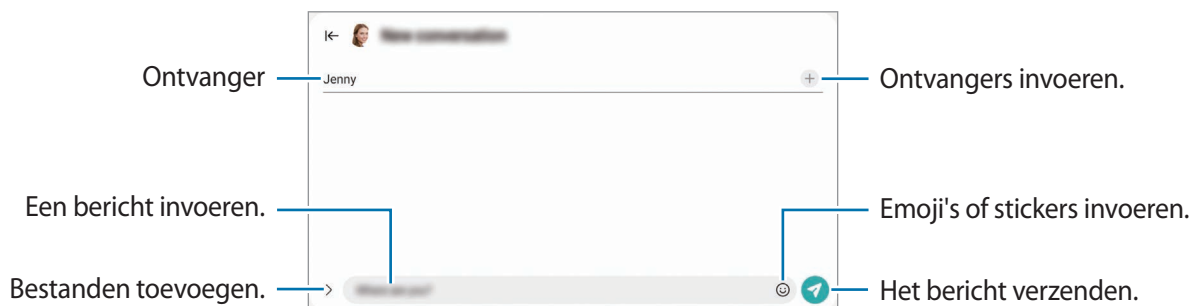 Ontvanger
Jenny
Ontvangers invoeren.
Een bericht invoeren.
Emoji's of stickers invoeren.
Bestanden toevoegen.
Het bericht verzenden.